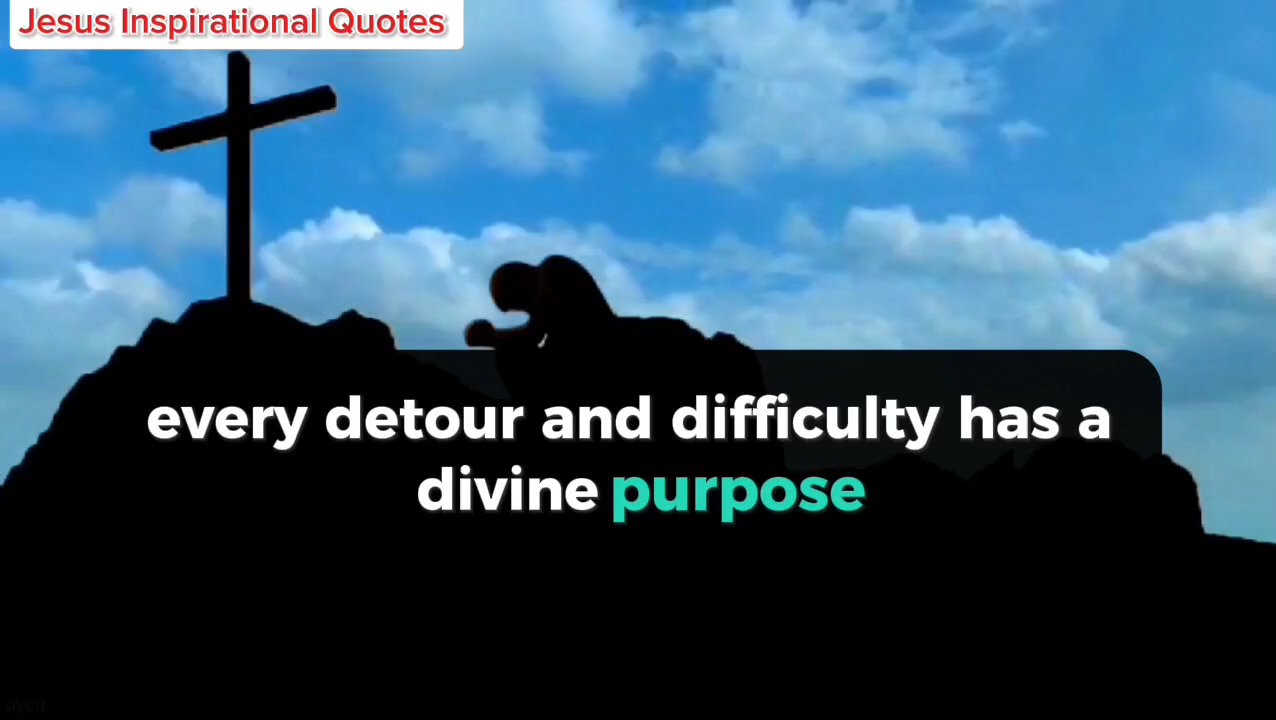 Jesus Inspirational Quotes
every detour and difficulty has a
divine purpose